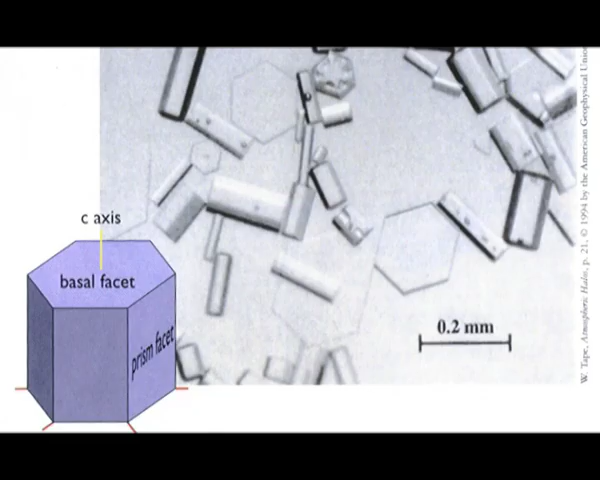 c axis
basal facet
prism facet
0.2 mm
W. Tape, Atmospheric Halos, p. 21, © 1994 by the American Geophysical Union